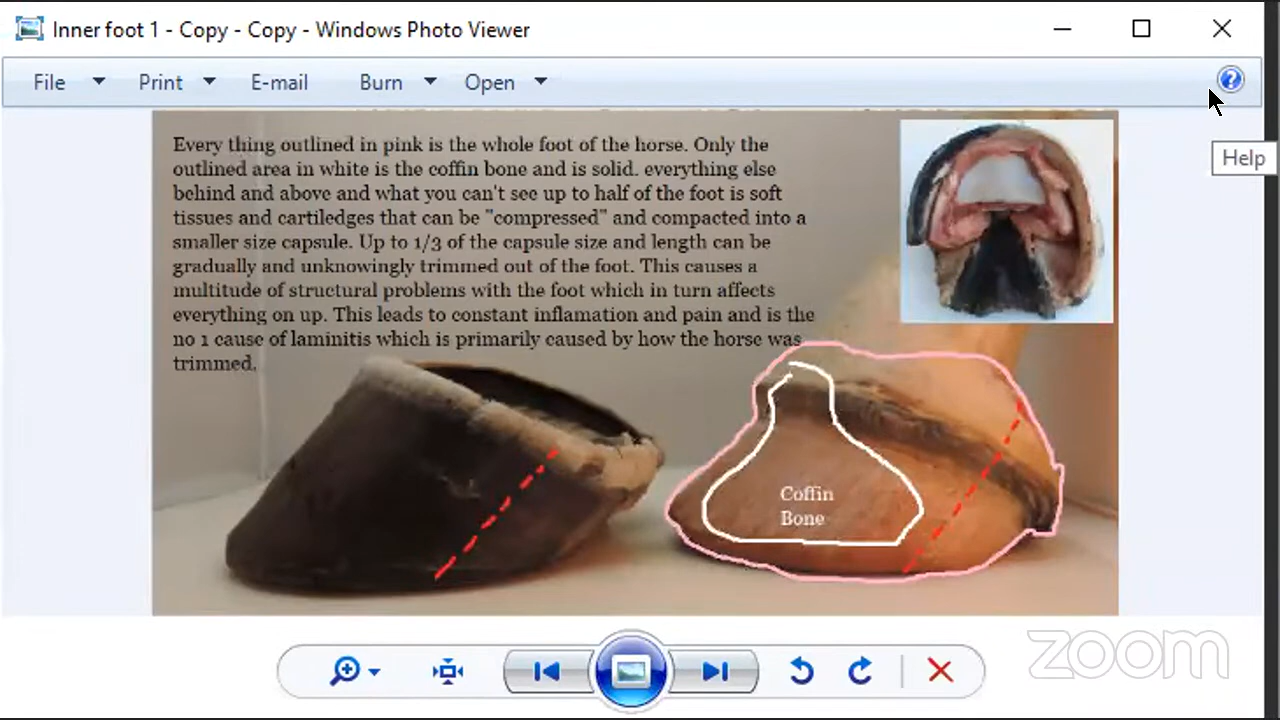 Inner foot 1 - Copy - Copy - Windows Photo Viewer
File Print E-mail Burn Open
Help
Every thing outlined in pink is the whole foot of the horse. Only the
outlined area in white is the coffin bone and is solid. everything else
behind and above and what you can't see up to half of the foot is soft
tissues and cartiledges that can be "compressed" and compacted into a
smaller size capsule. Up to 1/3 of the capsule size and length can be
gradually and unknowingly trimmed out of the foot. This causes a
multitude of structural problems with the foot which in turn affects
everything on up. This leads to constant inflamation and pain and is the
no 1 cause of laminitis which is primarily caused by how the horse was
trimmed.
Coffin
Bone
zoom